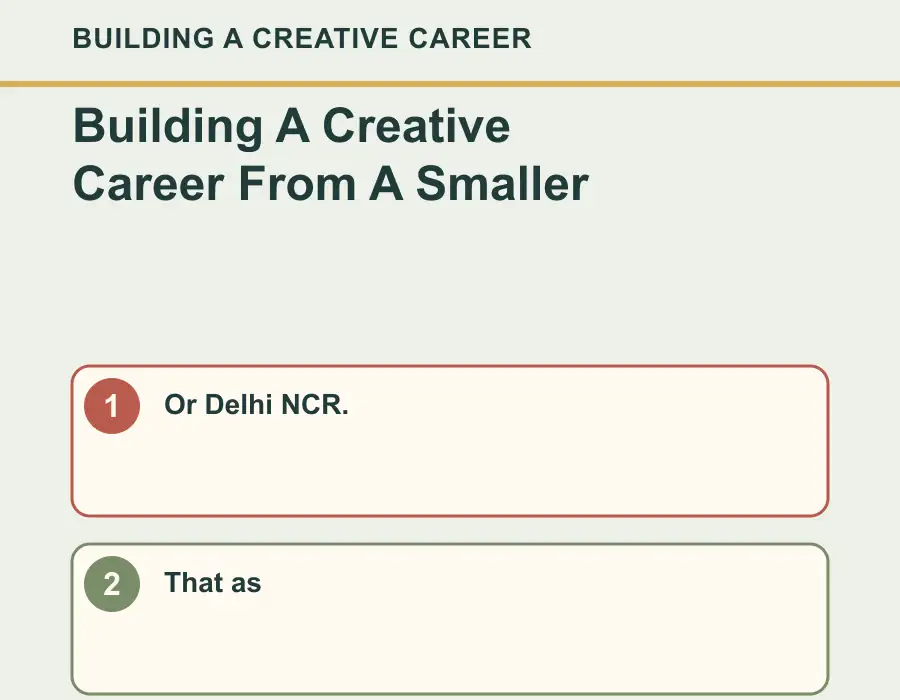 BUILDING A CREATIVE CAREER
Building A Creative
Career From A Smaller
1
Or Delhi NCR.
2
That as